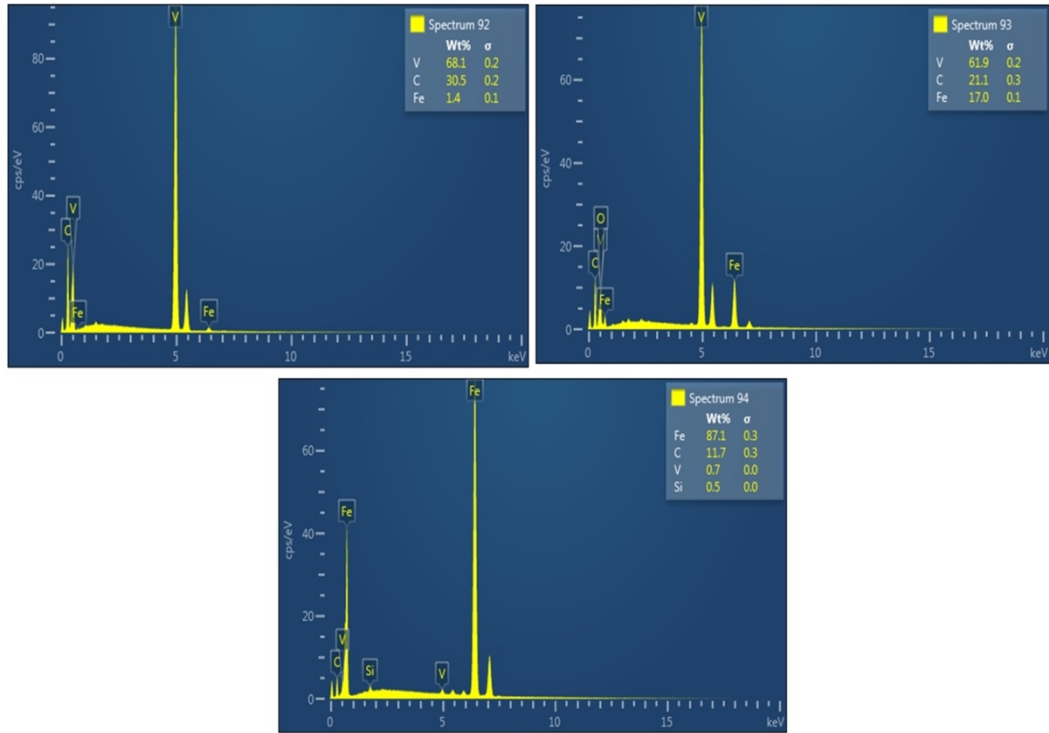 Spectrum 92
Wt% σ
V 68.1 0.2
C 30.5 0.2
Fe 1.4 0.1
cps/eV
80
60
40
20
0
V
V
C
Fe
Fe
0 5 10 15 keV
Spectrum 93
Wt% σ
V 61.9 0.2
C 21.1 0.3
Fe 17.0 0.1
cps/eV
60
40
20
0
V
O
V
C
Fe
Fe
0 5 10 15 keV
Spectrum 94
Wt% σ
Fe 87.1 0.3
C 11.7 0.3
V 0.7 0.0
Si 0.5 0.0
cps/eV
60
40
20
0
Fe
Fe
V
C
Si
V
0 5 10 15 keV